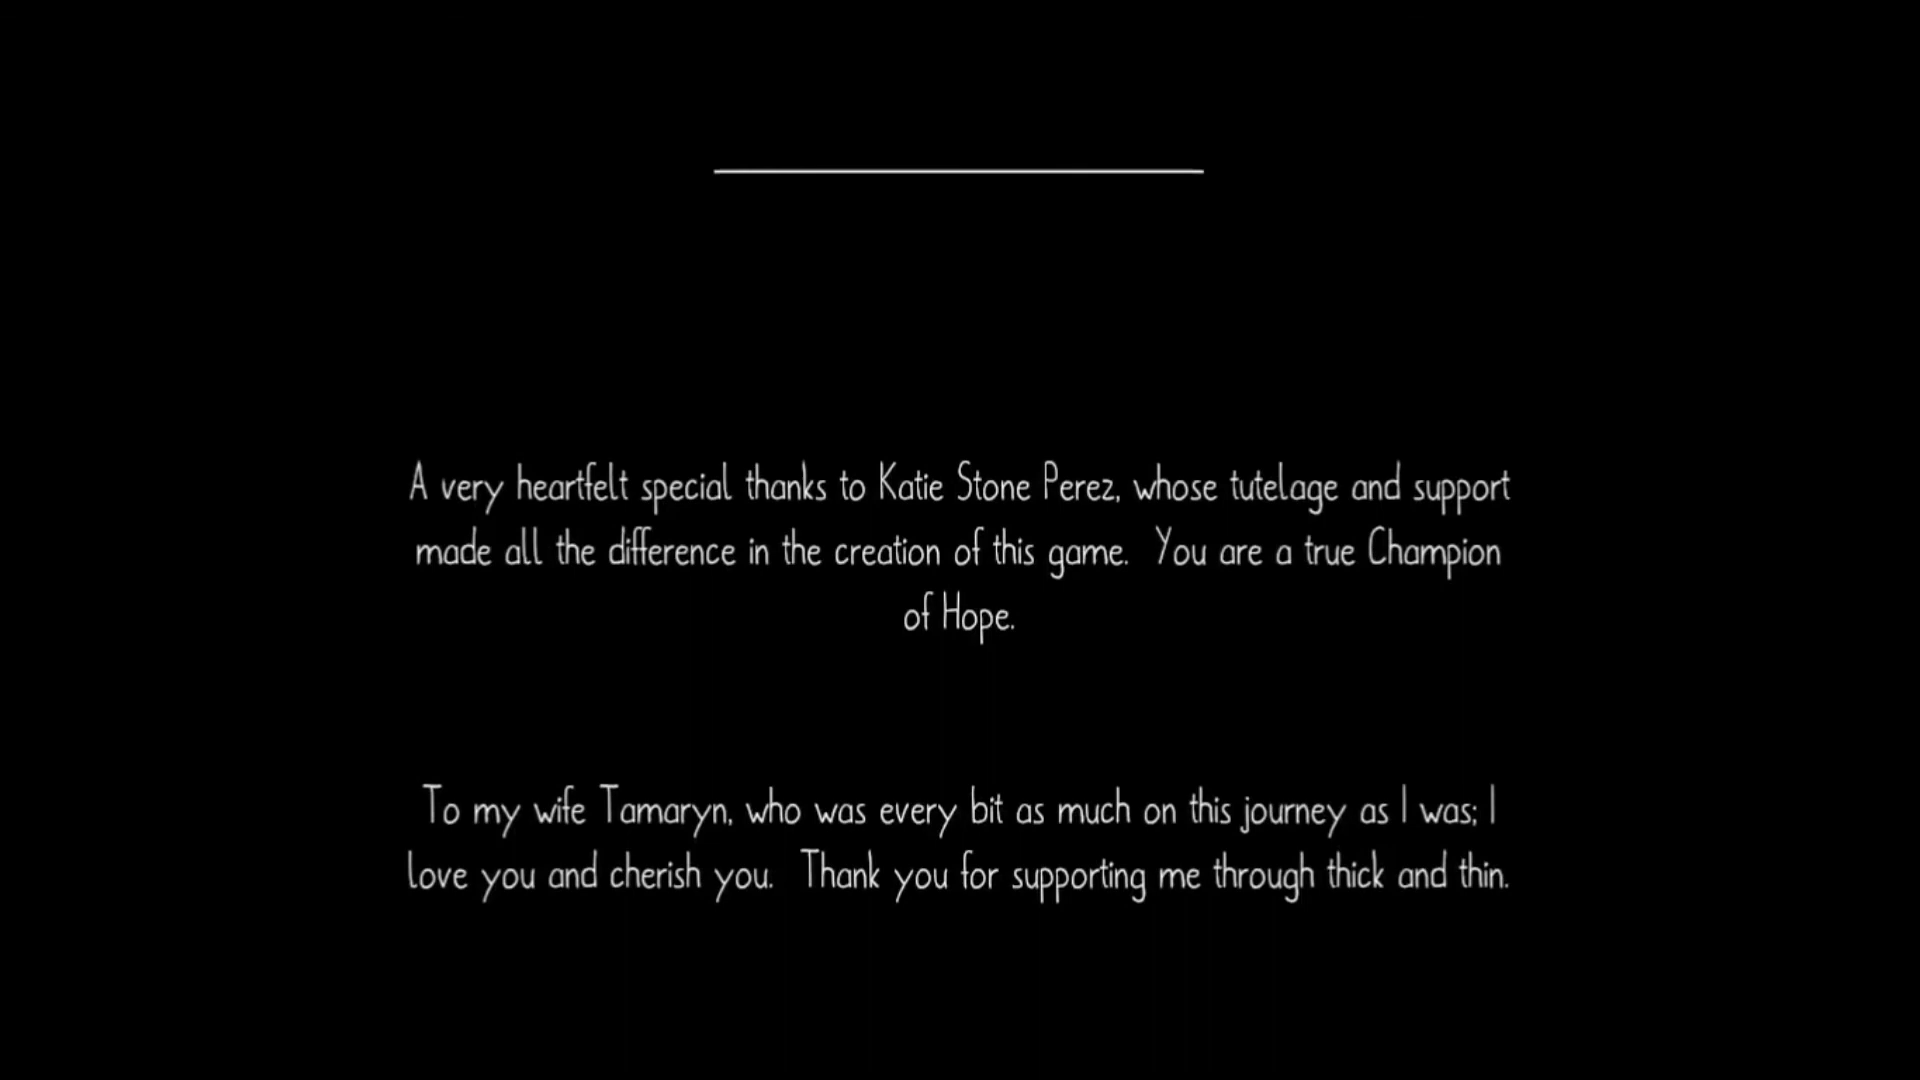 A very heartfelt special thanks to Katie Stone Perez, whose tutelage and support
made all the difference in the creation of this game.  You are a true Champion
of Hope.
To my wife Tamaryn, who was every bit as much on this journey as I was; I
love you and cherish you.  Thank you for supporting me through thick and thin.